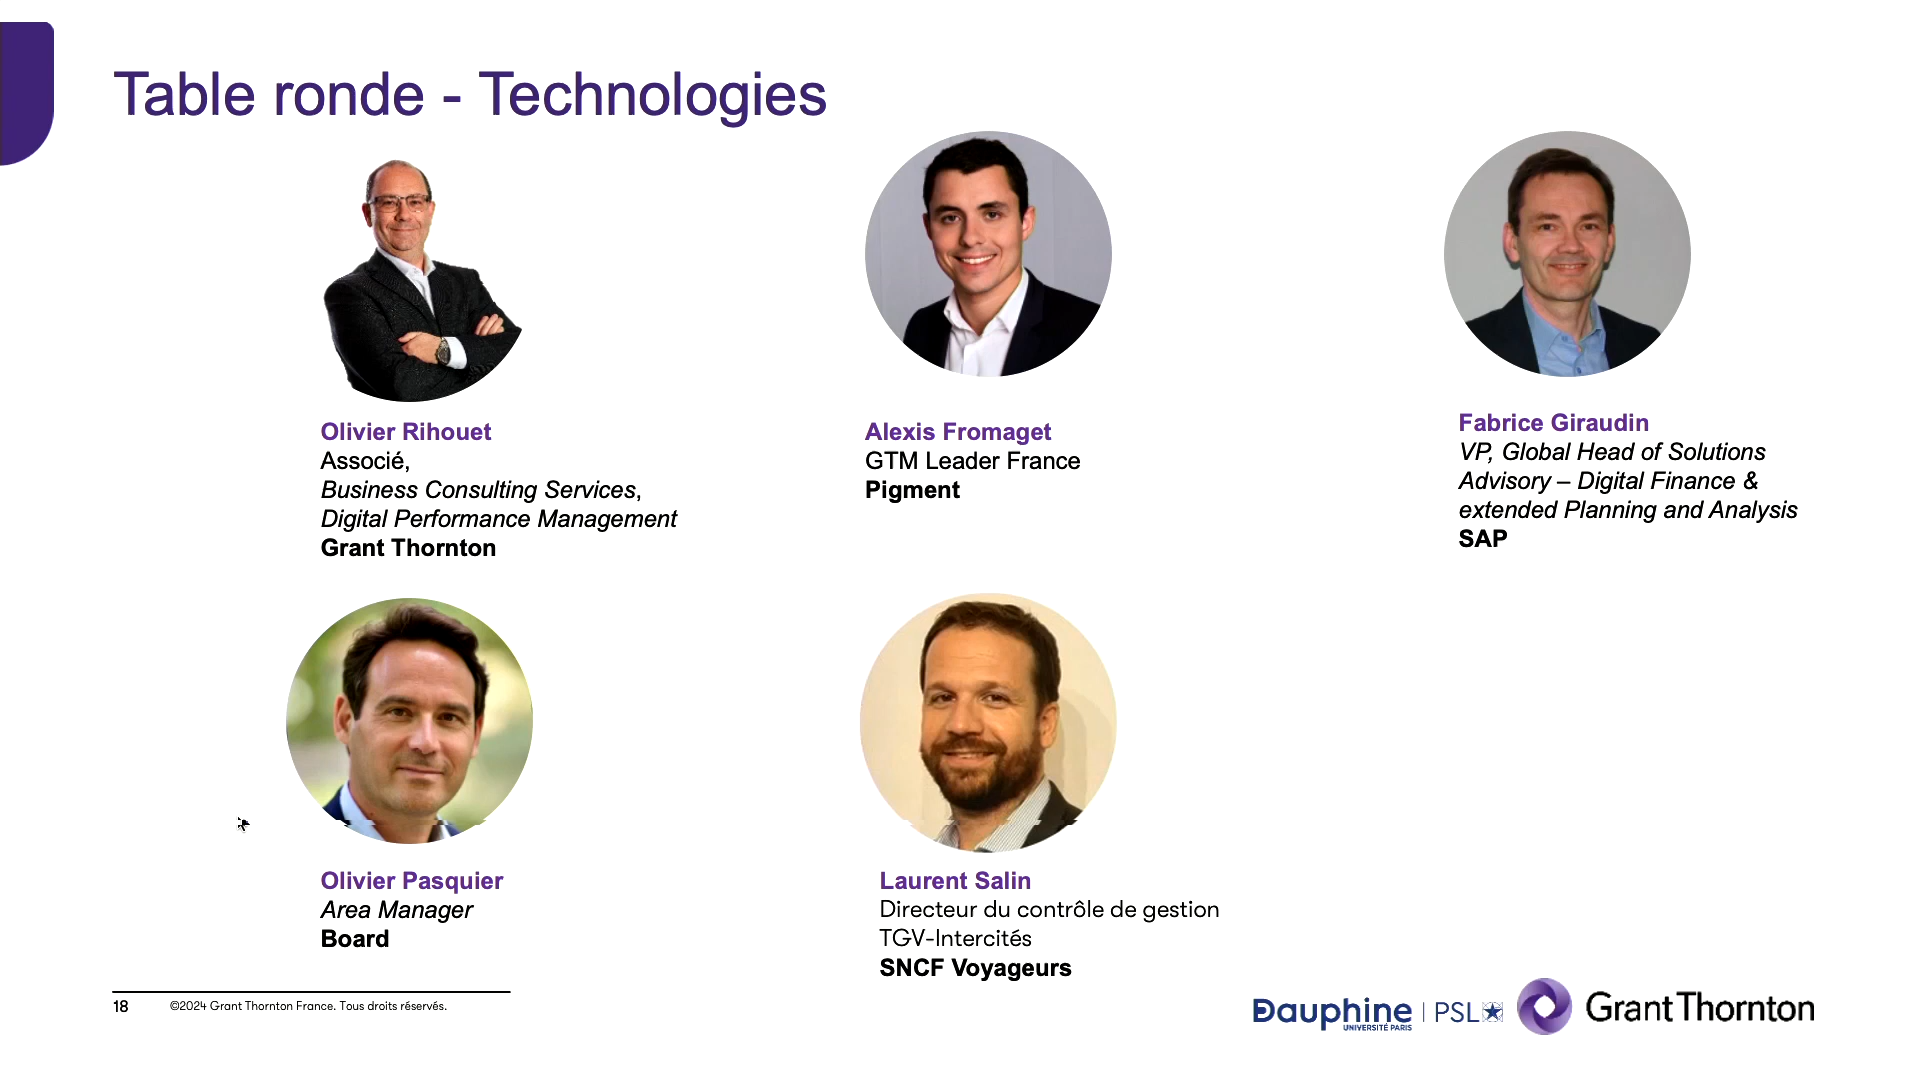 Table ronde - Technologies
Olivier Rihouet
Associé,
Business Consulting Services,
Digital Performance Management
Grant Thornton
Alexis Fromaget
GTM Leader France
Pigment
Fabrice Giraudin
VP, Global Head of Solutions
Advisory – Digital Finance &
extended Planning and Analysis
SAP
Olivier Pasquier
Area Manager
Board
Laurent Salin
Directeur du contrôle de gestion
TGV-Intercités
SNCF Voyageurs
18 ©2024 Grant Thornton France. Tous droits réservés.
Dauphine | PSL
UNIVERSITÉ PARIS
Grant Thornton